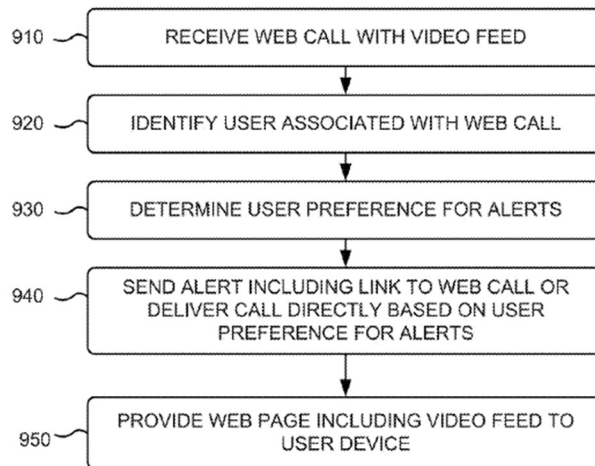 910
RECEIVE WEB CALL WITH VIDEO FEED
920
IDENTIFY USER ASSOCIATED WITH WEB CALL
930
DETERMINE USER PREFERENCE FOR ALERTS
940
SEND ALERT INCLUDING LINK TO WEB CALL OR
DELIVER CALL DIRECTLY BASED ON USER
PREFERENCE FOR ALERTS
950
PROVIDE WEB PAGE INCLUDING VIDEO FEED TO
USER DEVICE